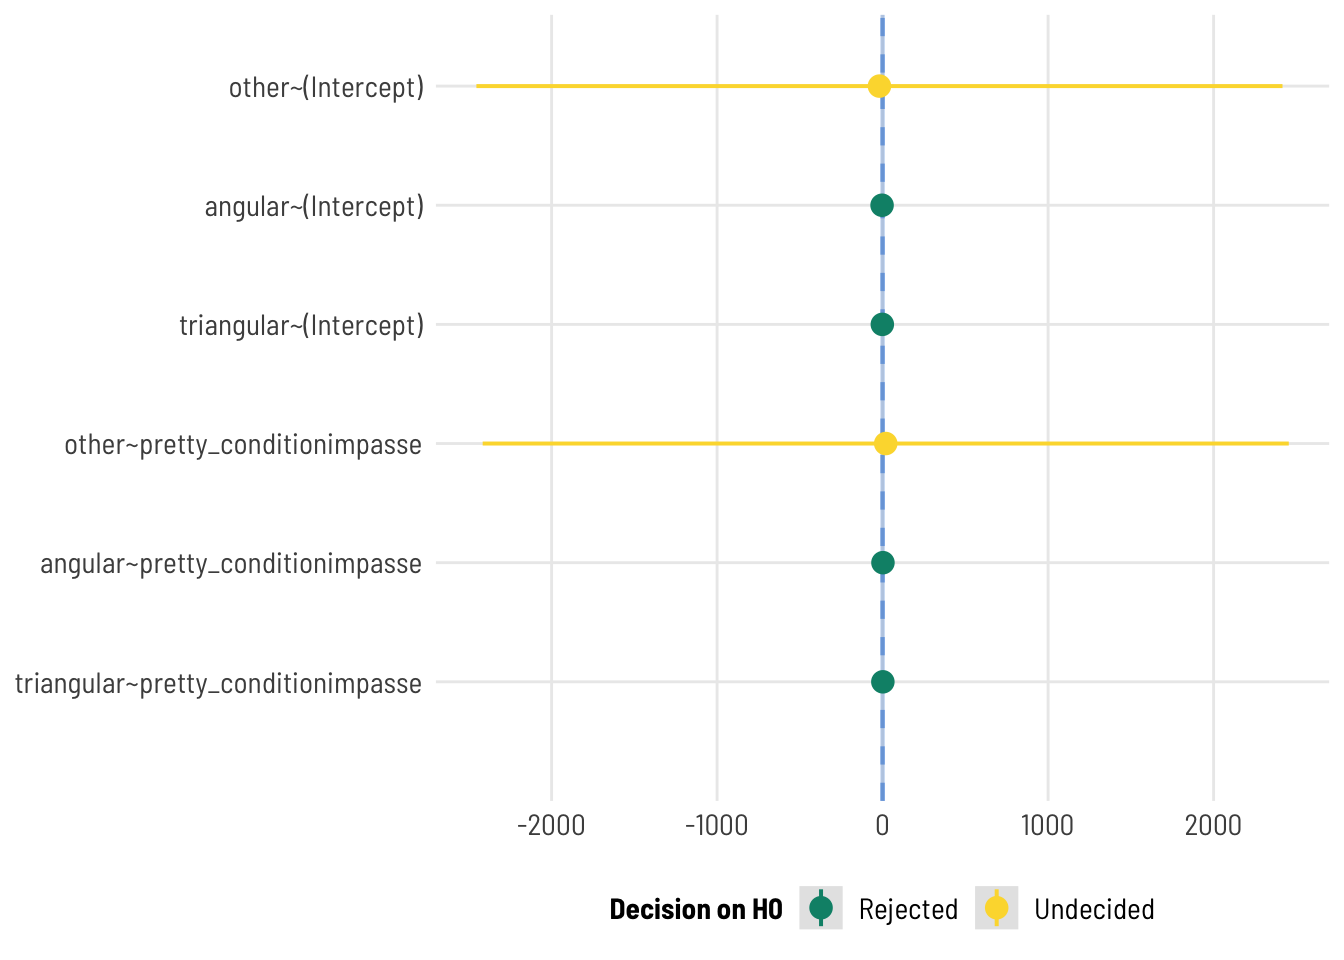 other~(Intercept)
angular~(Intercept)
triangular~(Intercept)
other~pretty_conditionimpasse
angular~pretty_conditionimpasse
triangular~pretty_conditionimpasse
-2000 -1000 0 1000 2000
Decision on H0 Rejected Undecided